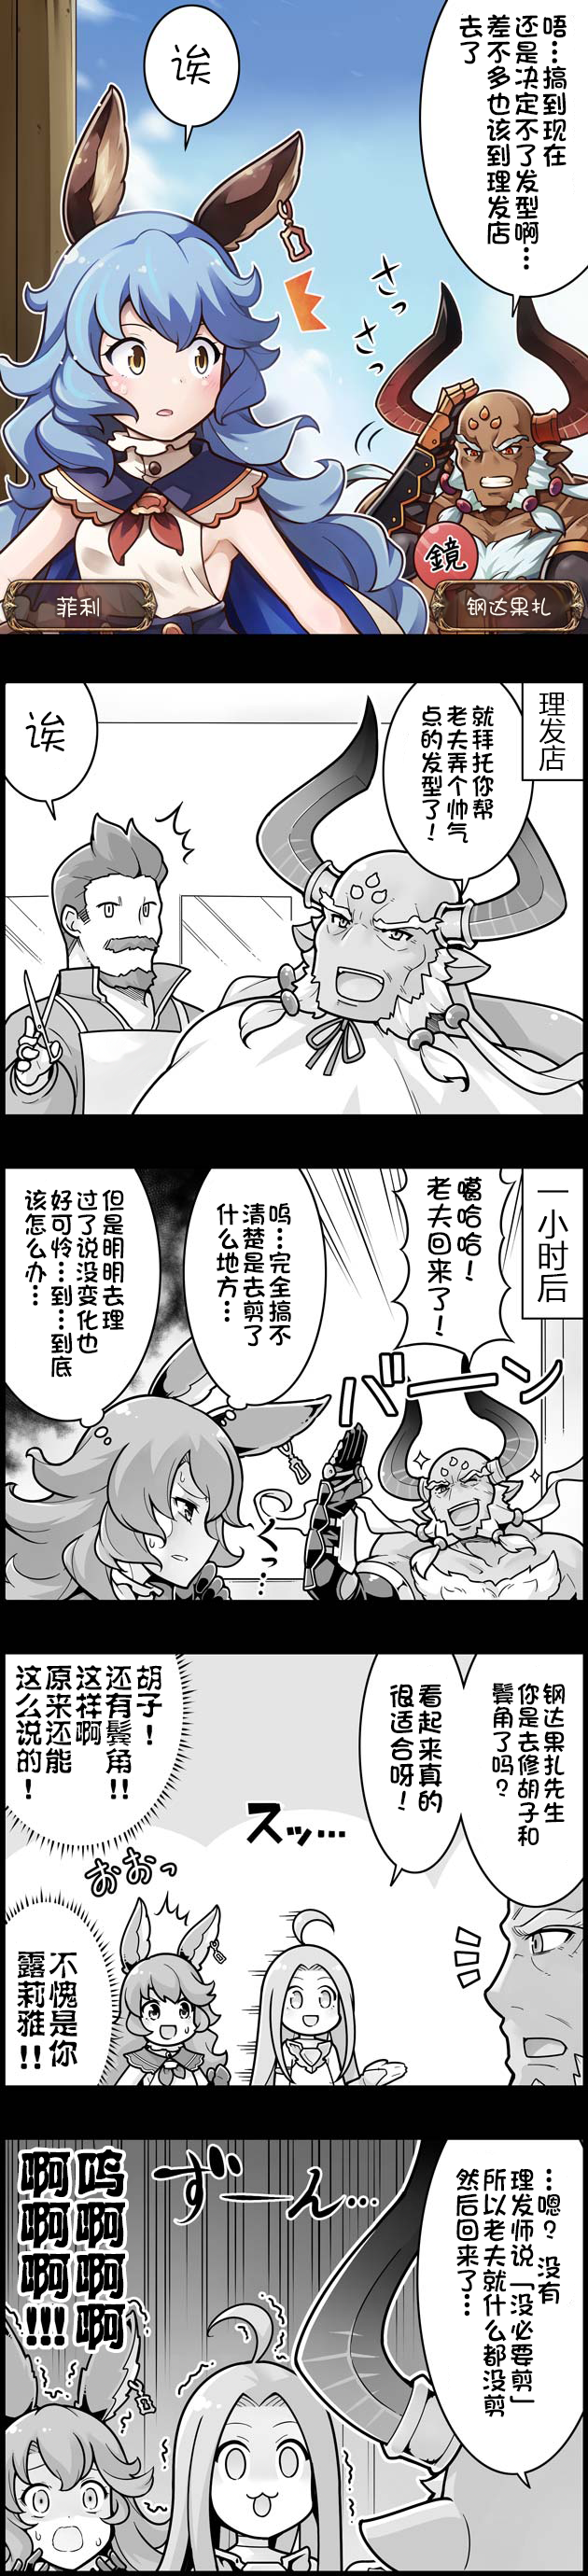 唔…搞到现在
还是决定不了发型啊…
差不多也该到理发店
去了
诶
さっ
さっ
鏡
菲利
钢达果扎
理发店
就拜托你帮
老夫弄个帅气
点的发型了！
诶
一小时后
噶哈哈！
老夫回来了！
バーーン
呜…完全搞不
清楚是去剪了
什么地方…
但是明明去理
过了说没变化也
好可怜…到…到底
该怎么办…
くっ…
钢达果扎先生
你是去修胡子和
鬓角了吗？
看起来真的
很适合呀！
スッ…
胡子！
还有鬓角！！
这样啊
原来还能
这么说的！
おおっ
不愧是你
露莉雅！！
…嗯？没有
理发师说「没必要剪」
所以老夫就什么都没剪
然后回来了…
ずーん…
呜啊啊啊
啊啊啊！！！